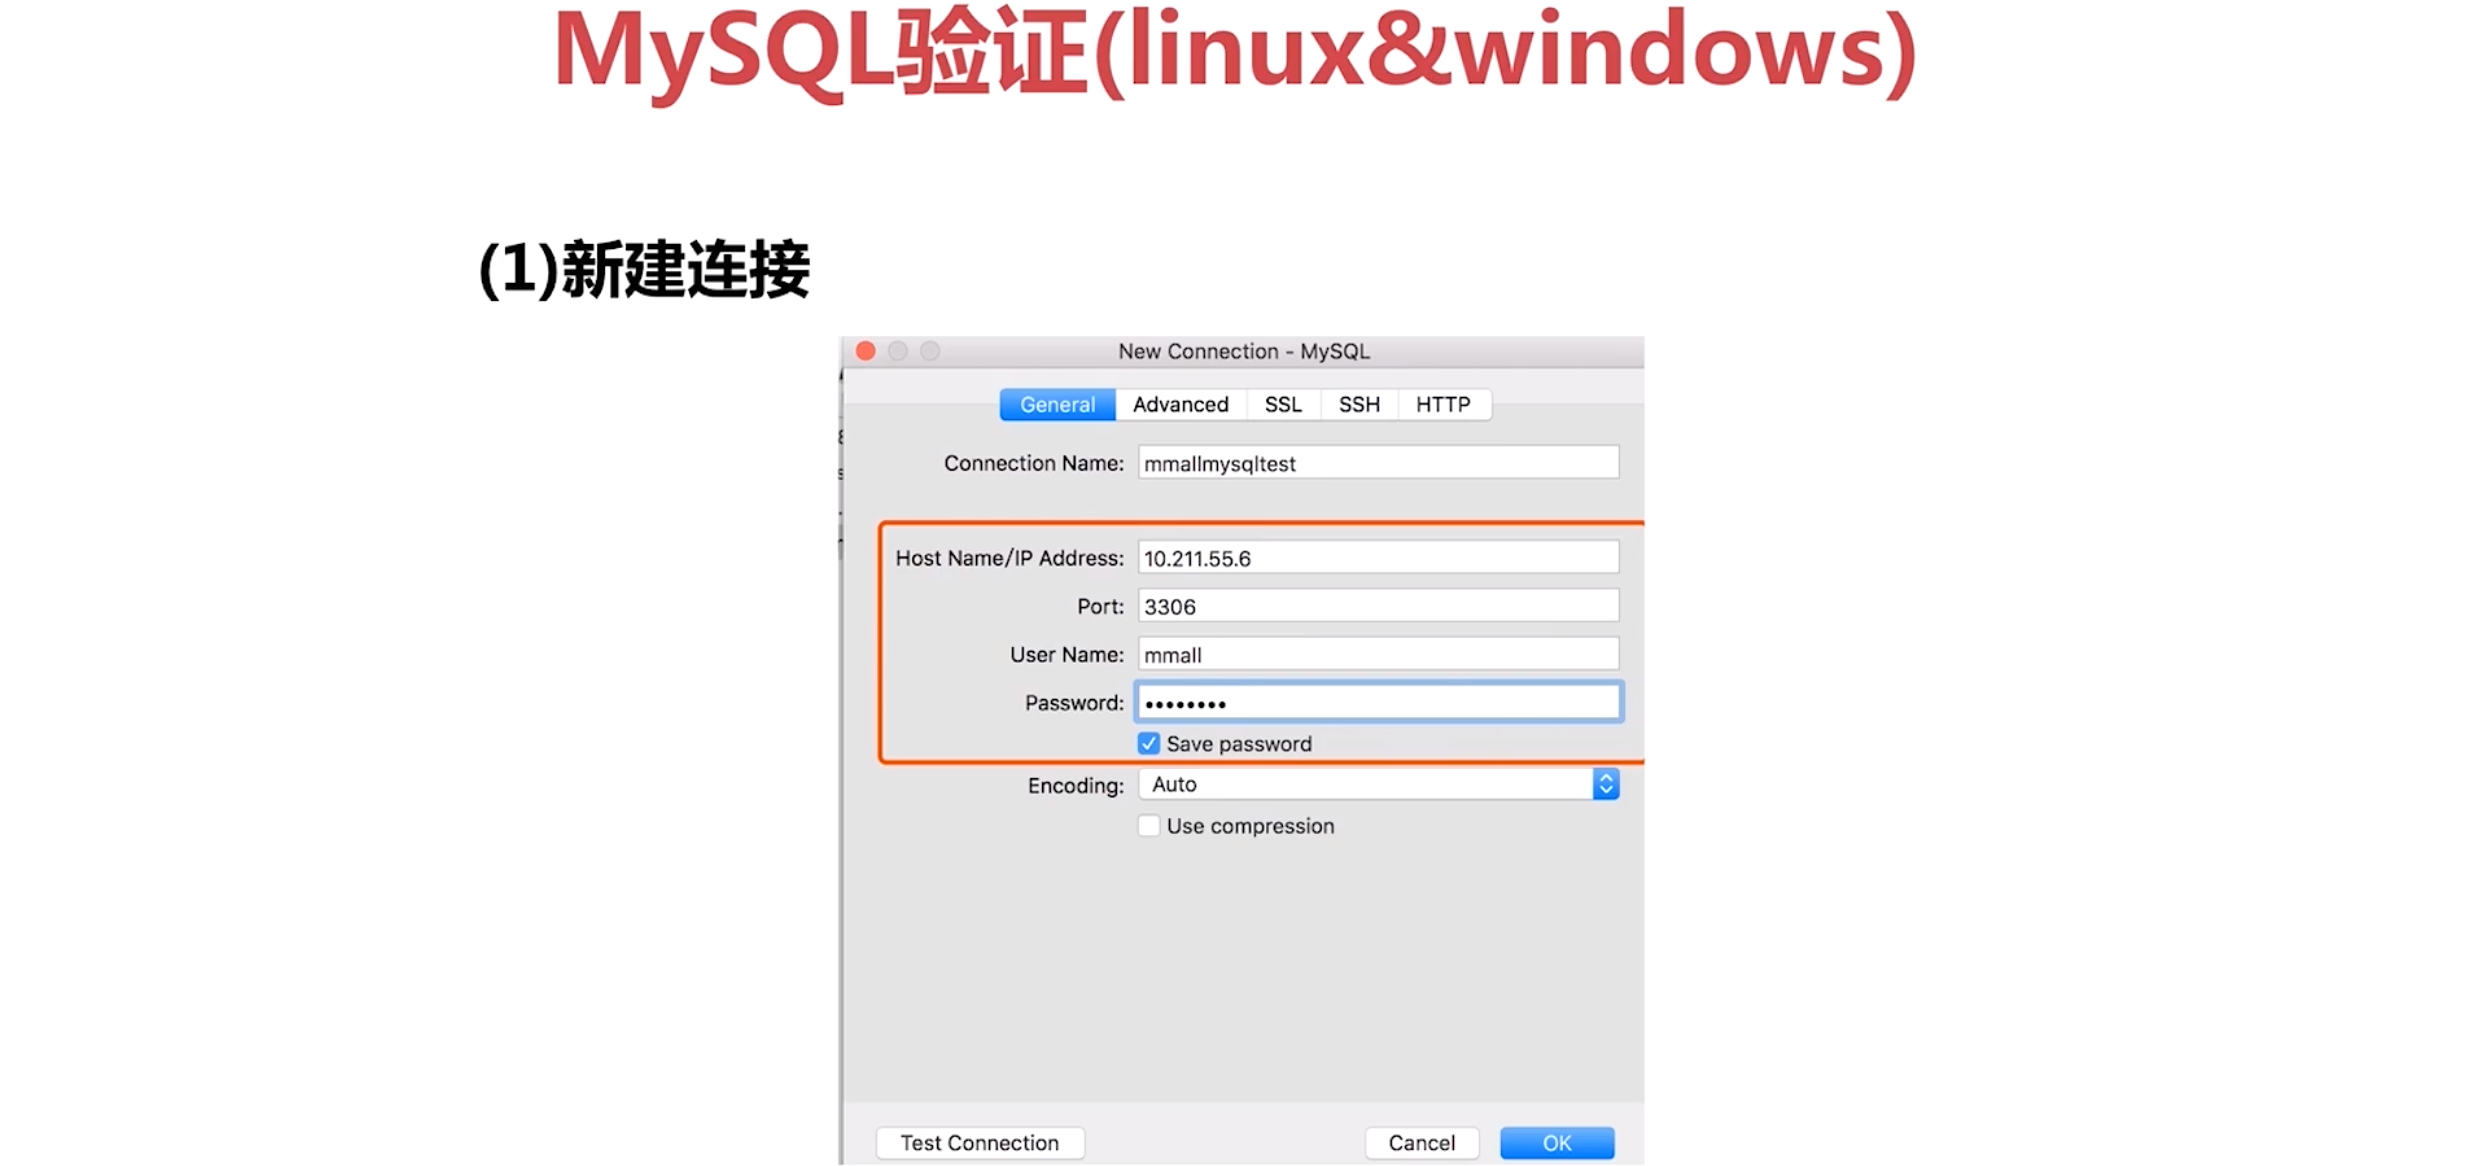 MySQL验证(linux&windows)
(1)新建连接
New Connection - MySQL
General Advanced SSL SSH HTTP
Connection Name: mmallmysqltest
Host Name/IP Address: 10.211.55.6
Port: 3306
User Name: mmall
Password: ••••••••
Save password
Encoding: Auto
Use compression
Test Connection Cancel OK